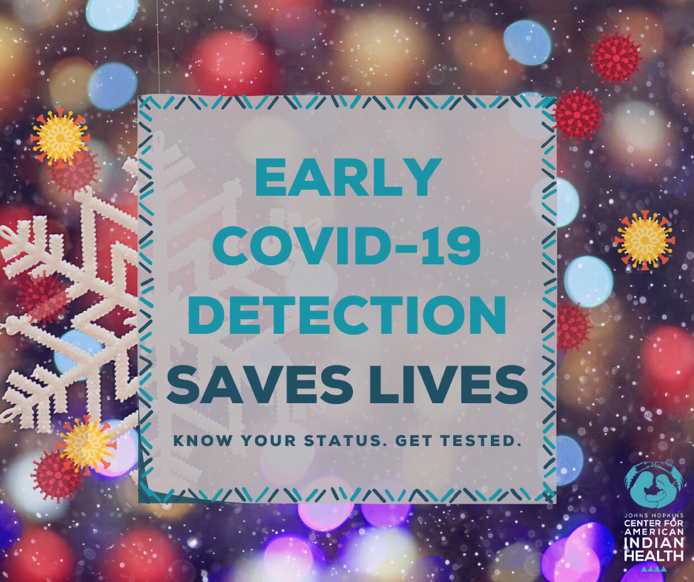 EARLY
COVID-19
DETECTION
SAVES LIVES
KNOW YOUR STATUS. GET TESTED.
JOHNS HOPKINS
CENTER FOR
AMERICAN
INDIAN
HEALTH